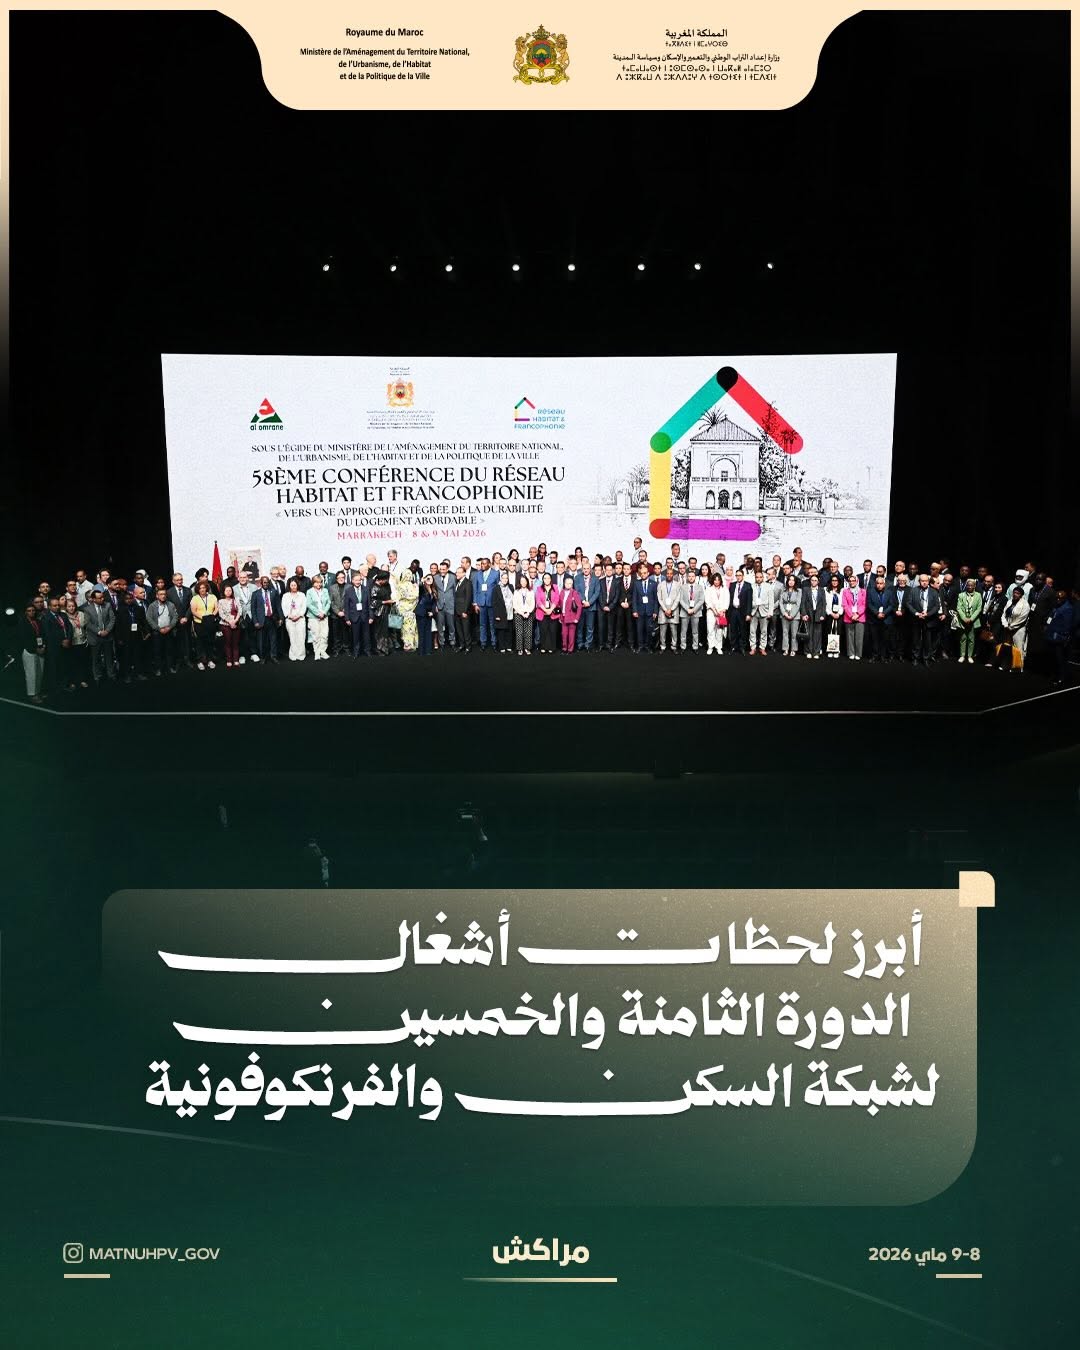 Royaume du Maroc
Ministère de l'Aménagement du Territoire National,
de l'Urbanisme, de l'Habitat
et de la Politique de la Ville
المملكة المغربية
ⵜⴰⴳⵍⴷⵉⵜ ⵏ ⵍⵎⵖⵔⵉⴱ
وزارة إعداد التراب الوطني والتعمير والإسكان وسياسة المدينة
al omrane
RÉSEAU
HABITAT &
FRANCOPHONIE
SOUS L'ÉGIDE DU MINISTÈRE DE L'AMÉNAGEMENT DU TERRITOIRE NATIONAL,
DE L'URBANISME, DE L'HABITAT ET DE LA POLITIQUE DE LA VILLE
58ÈME CONFÉRENCE DU RÉSEAU
HABITAT ET FRANCOPHONIE
« VERS UNE APPROCHE INTÉGRÉE DE LA DURABILITÉ
DU LOGEMENT ABORDABLE »
MARRAKECH - 8 & 9 MAI 2026
أبرز لحظات أشغال
الدورة الثامنة والخمسين
لشبكة السكن والفرنكوفونية
8-9 ماي 2026
مراكش
MATNUHPV_GOV